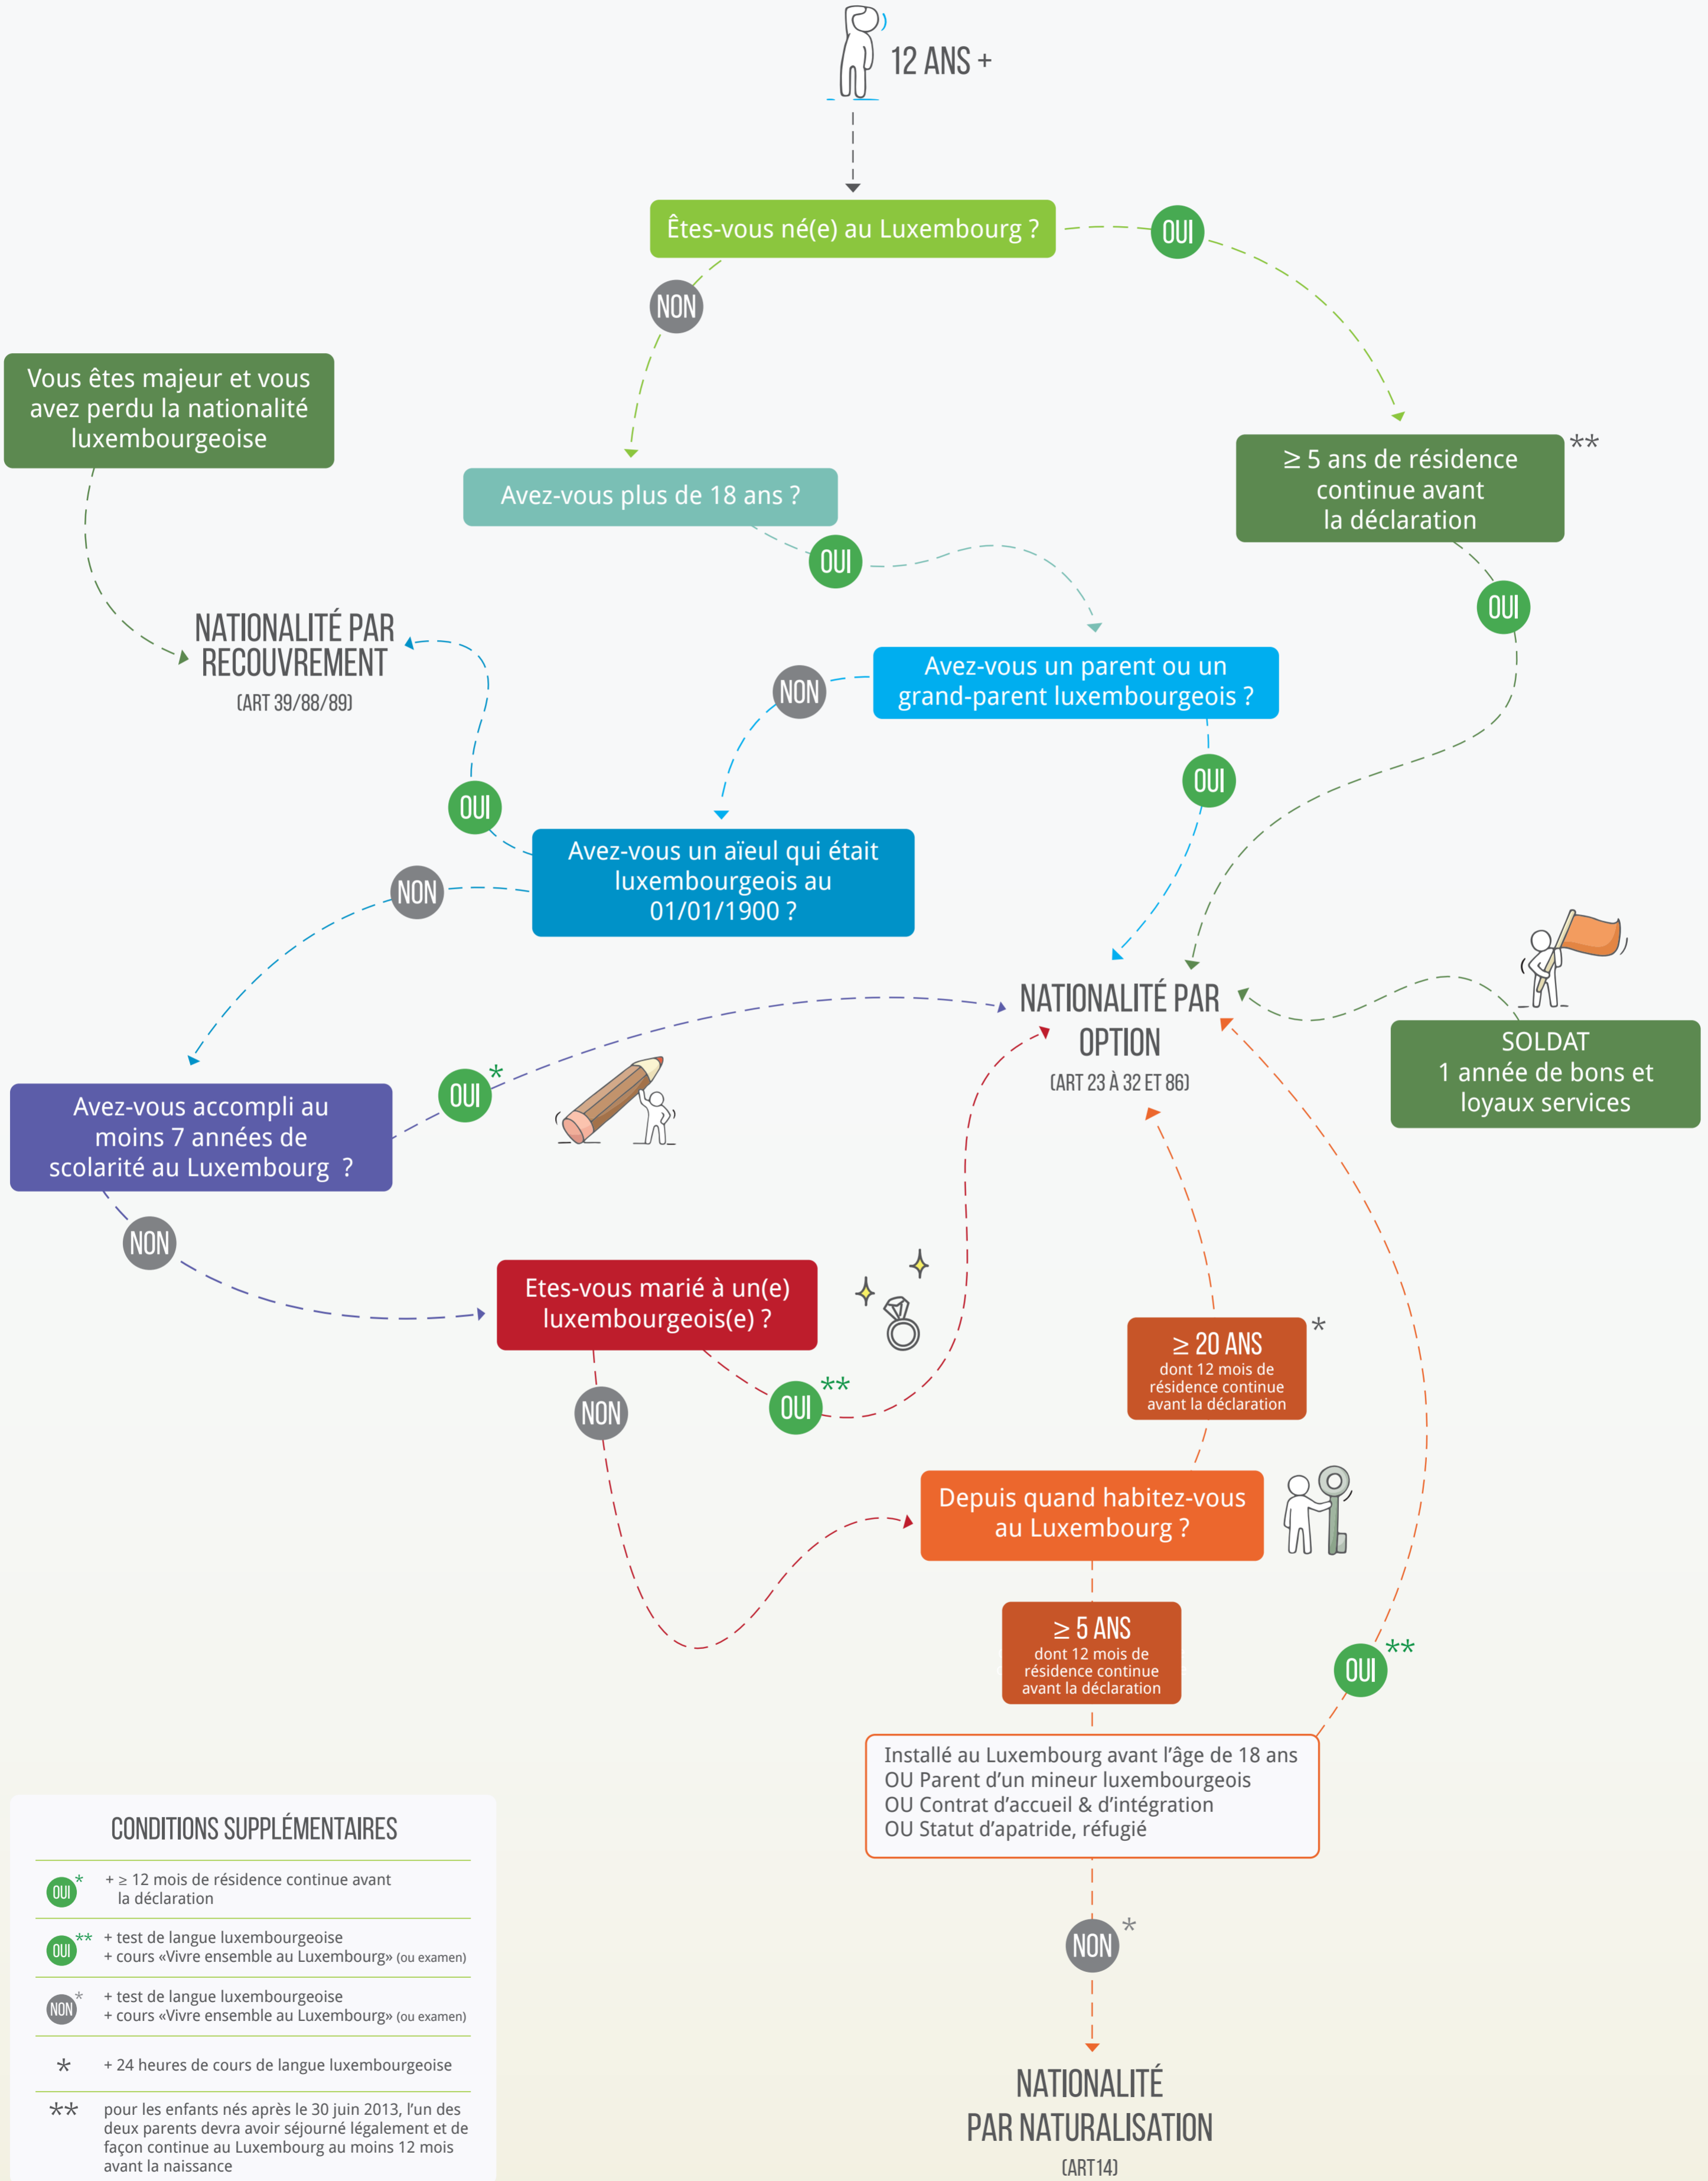 12 ANS +
Êtes-vous né(e) au Luxembourg ?
OUI
NON
Vous êtes majeur et vous
avez perdu la nationalité
luxembourgeoise
≥ 5 ans de résidence
continue avant
la déclaration
**
Avez-vous plus de 18 ans ?
OUI
OUI
NATIONALITÉ PAR
RECOUVREMENT
(ART 39/88/89)
Avez-vous un parent ou un
grand-parent luxembourgeois ?
NON
OUI
OUI
Avez-vous un aïeul qui était
luxembourgeois au
01/01/1900 ?
NON
NATIONALITÉ PAR
OPTION
(ART 23 À 32 ET 86)
SOLDAT
1 année de bons et
loyaux services
Avez-vous accompli au
moins 7 années de
scolarité au Luxembourg ?
OUI *
NON
Etes-vous marié à un(e)
luxembourgeois(e) ?
OUI **
NON
≥ 20 ANS *
dont 12 mois de
résidence continue
avant la déclaration
Depuis quand habitez-vous
au Luxembourg ?
≥ 5 ANS
dont 12 mois de
résidence continue
avant la déclaration
OUI **
Installé au Luxembourg avant l’âge de 18 ans
OU Parent d’un mineur luxembourgeois
OU Contrat d’accueil & d’intégration
OU Statut d’apatride, réfugié
NON *
NATIONALITÉ
PAR NATURALISATION
(ART14)
CONDITIONS SUPPLÉMENTAIRES
OUI * + ≥ 12 mois de résidence continue avant
la déclaration
OUI ** + test de langue luxembourgeoise
+ cours «Vivre ensemble au Luxembourg» (ou examen)
NON * + test de langue luxembourgeoise
+ cours «Vivre ensemble au Luxembourg» (ou examen)
* + 24 heures de cours de langue luxembourgeoise
** pour les enfants nés après le 30 juin 2013, l’un des
deux parents devra avoir séjourné légalement et de
façon continue au Luxembourg au moins 12 mois
avant la naissance